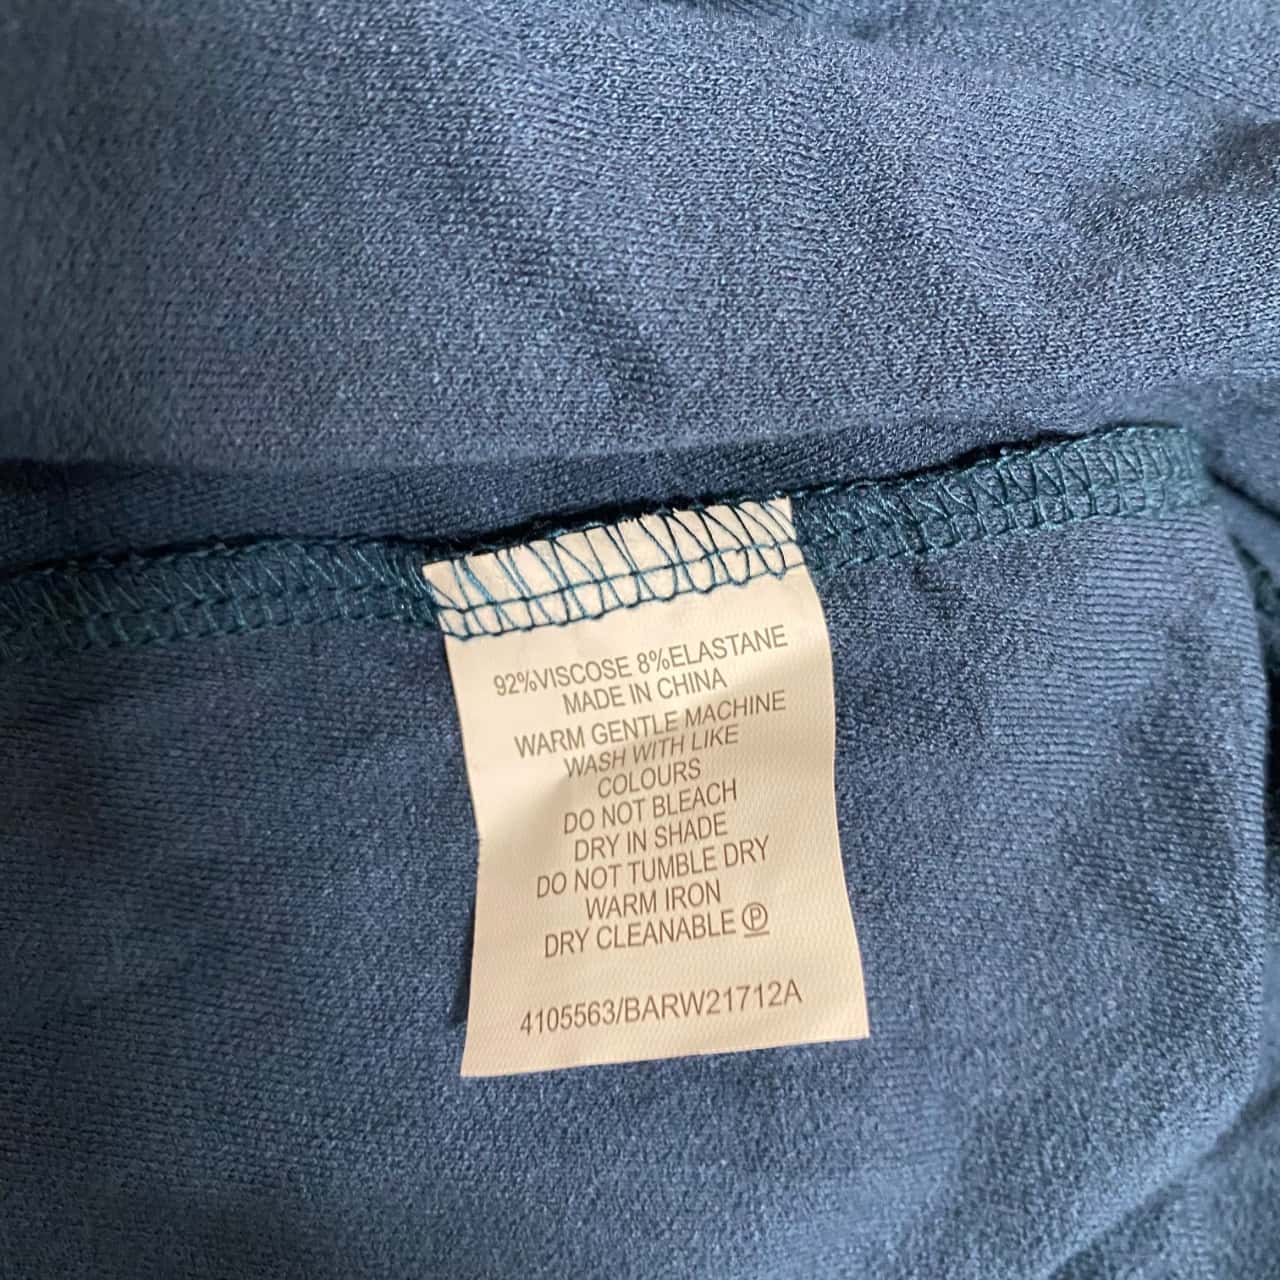 92%VISCOSE 8%ELASTANE
MADE IN CHINA
WARM GENTLE MACHINE
WASH WITH LIKE
COLOURS
DO NOT BLEACH
DRY IN SHADE
DO NOT TUMBLE DRY
WARM IRON
DRY CLEANABLE Ⓟ
4105563/BARW21712A